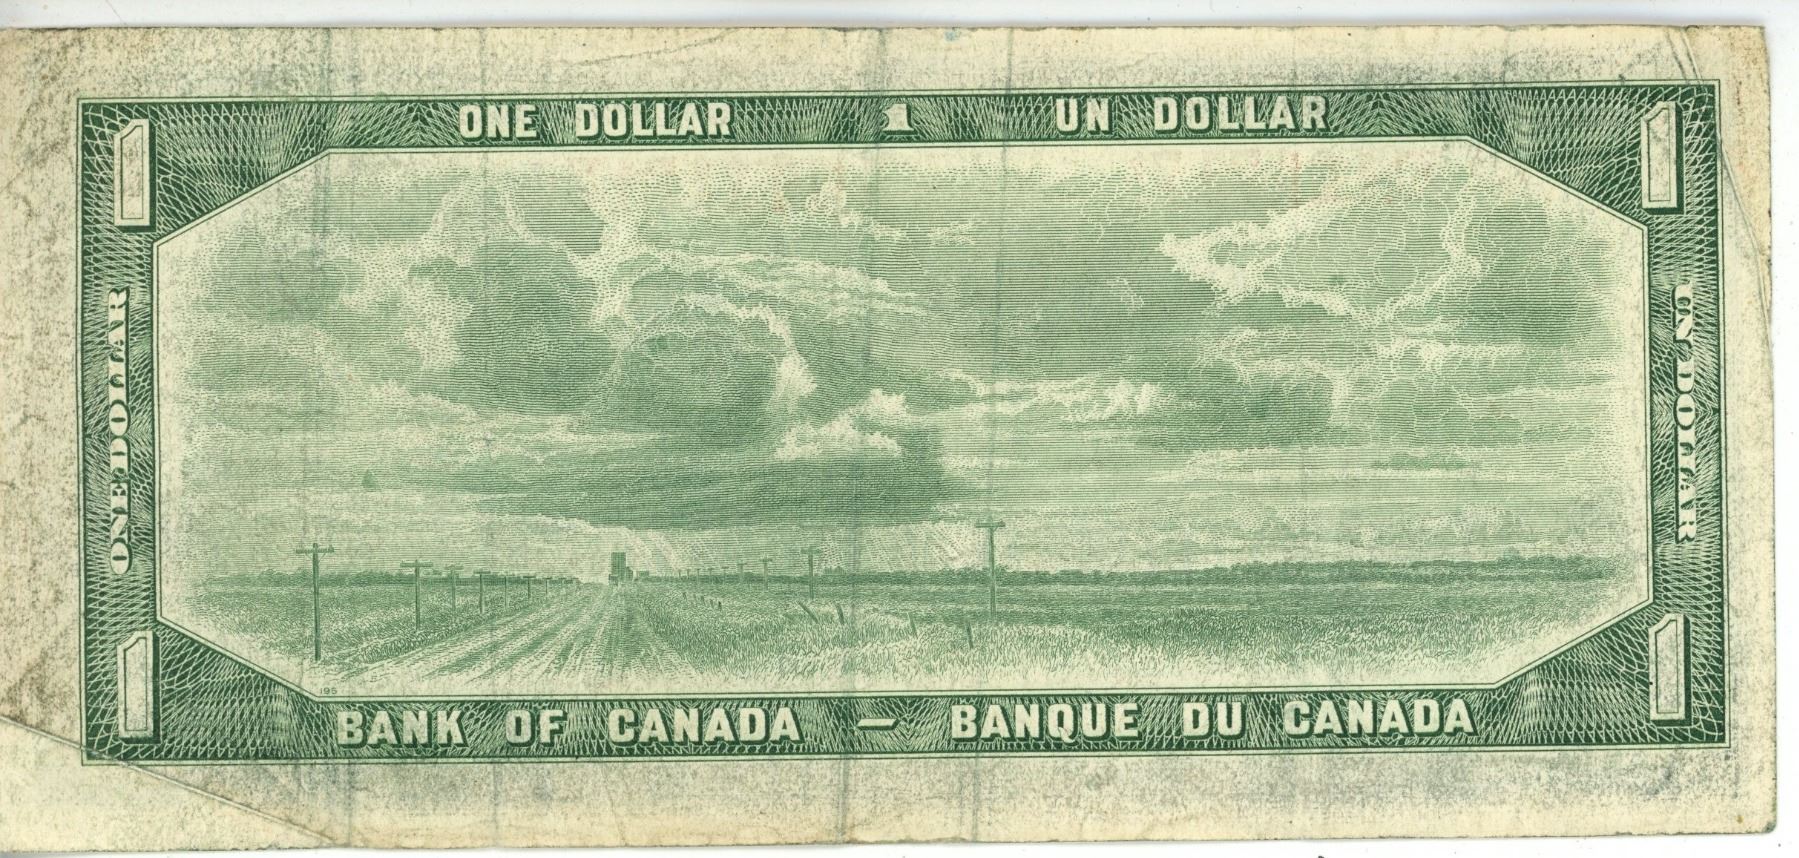 ONE DOLLAR 1 UN DOLLAR
1
1
ONE DOLLAR
UN DOLLAR
1
1
195
BANK OF CANADA — BANQUE DU CANADA